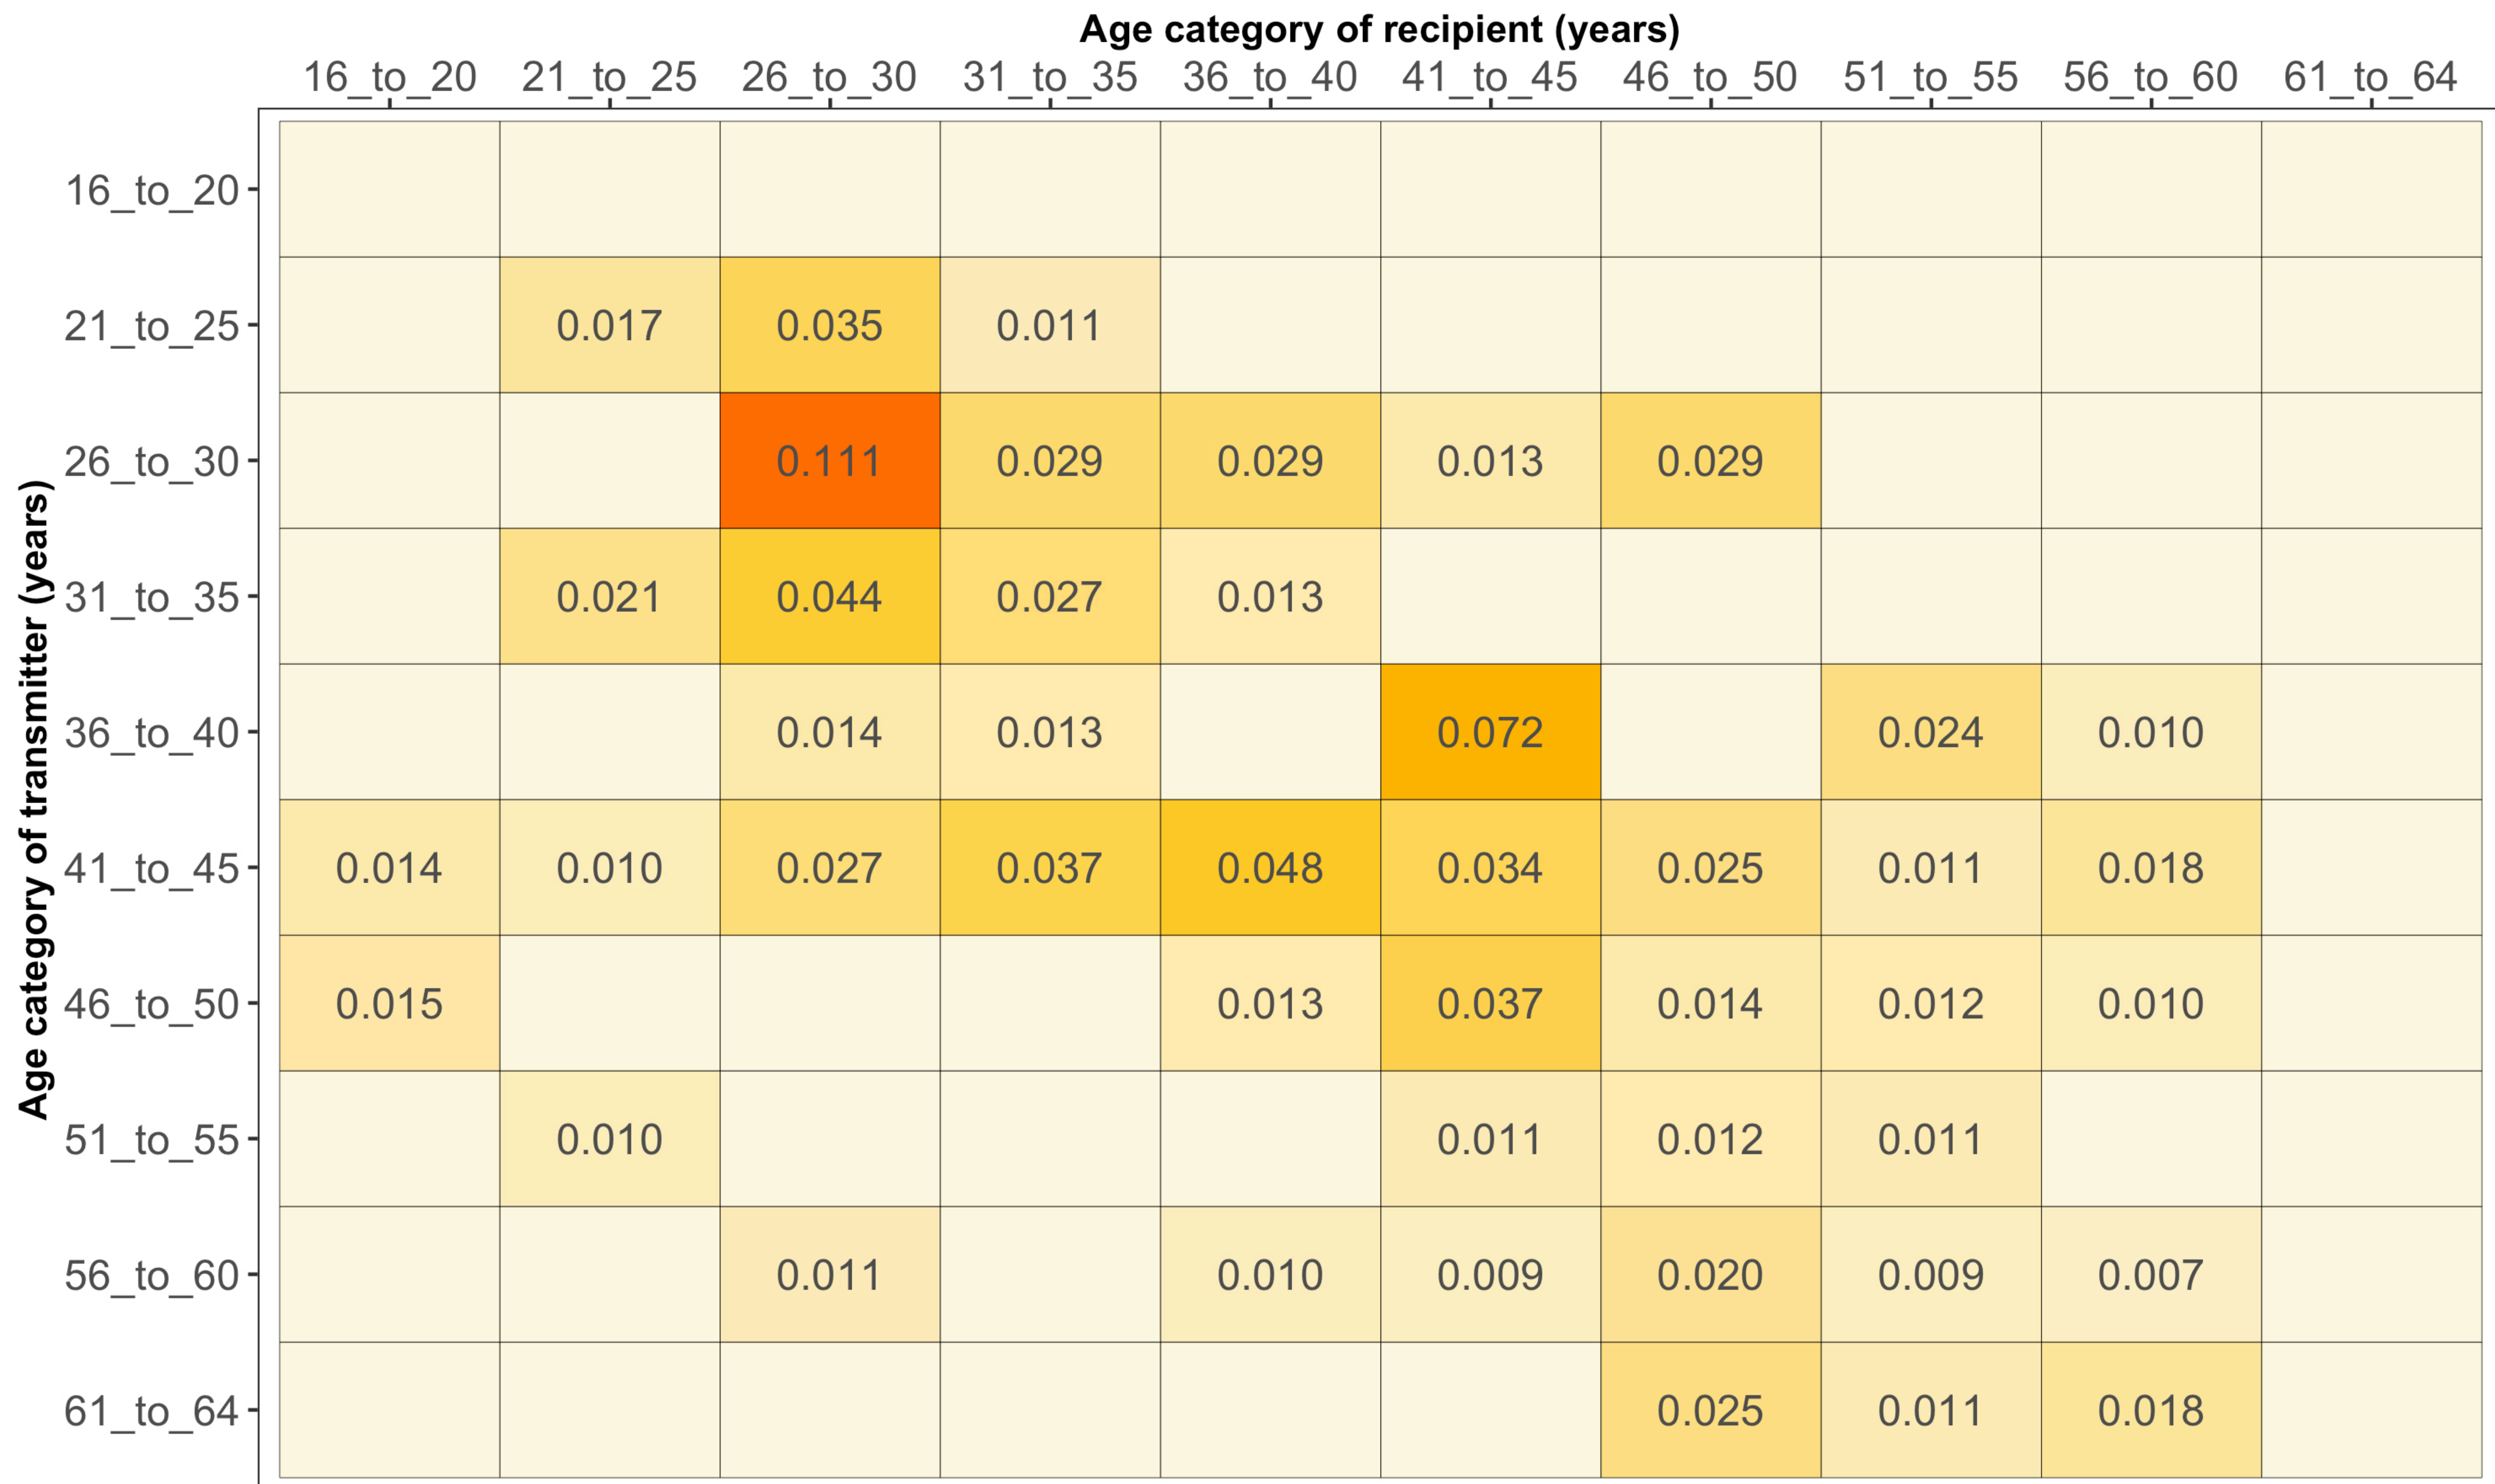 Age category of recipient (years)
16_to_20 21_to_25 26_to_30 31_to_35 36_to_40 41_to_45 46_to_50 51_to_55 56_to_60 61_to_64
Age category of transmitter (years)
16_to_20
21_to_25 0.017 0.035 0.011
26_to_30 0.111 0.029 0.029 0.013 0.029
31_to_35 0.021 0.044 0.027 0.013
36_to_40 0.014 0.013 0.072 0.024 0.010
41_to_45 0.014 0.010 0.027 0.037 0.048 0.034 0.025 0.011 0.018
46_to_50 0.015 0.013 0.037 0.014 0.012 0.010
51_to_55 0.010 0.011 0.012 0.011
56_to_60 0.011 0.010 0.009 0.020 0.009 0.007
61_to_64 0.025 0.011 0.018